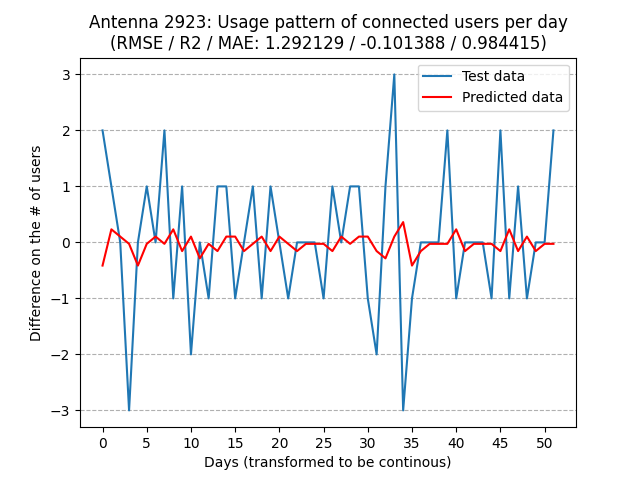 Antenna 2923: Usage pattern of connected users per day
(RMSE / R2 / MAE: 1.292129 / -0.101388 / 0.984415)
Test data
Predicted data
Difference on the # of users
3
2
1
0
−1
−2
−3
0 5 10 15 20 25 30 35 40 45 50
Days (transformed to be continous)